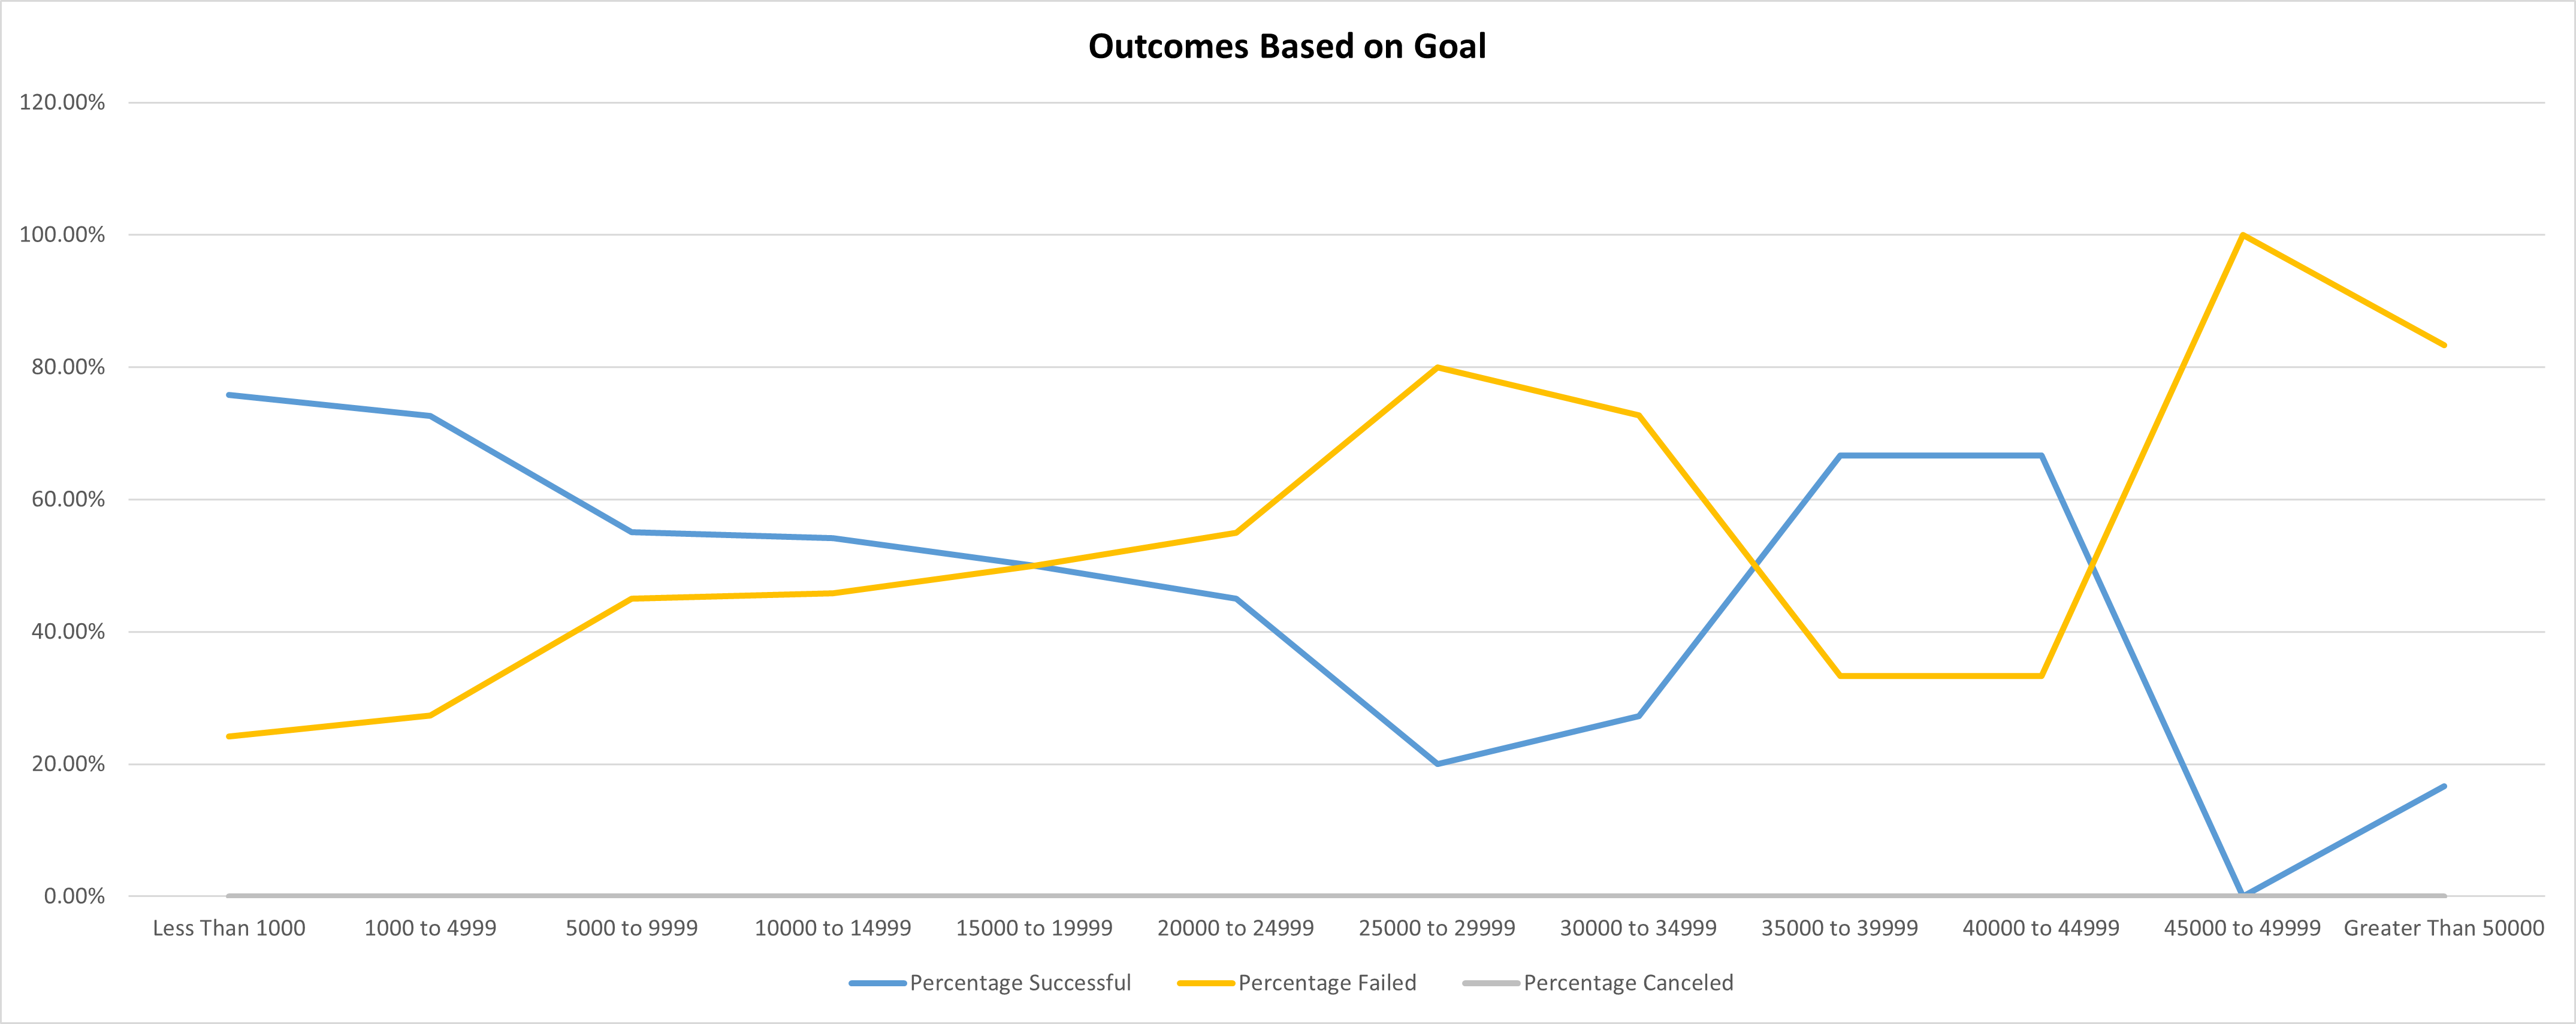 Outcomes Based on Goal
120.00%
100.00%
80.00%
60.00%
40.00%
20.00%
0.00%
Less Than 1000 1000 to 4999 5000 to 9999 10000 to 14999 15000 to 19999 20000 to 24999 25000 to 29999 30000 to 34999 35000 to 39999 40000 to 44999 45000 to 49999 Greater Than 50000
Percentage Successful Percentage Failed Percentage Canceled